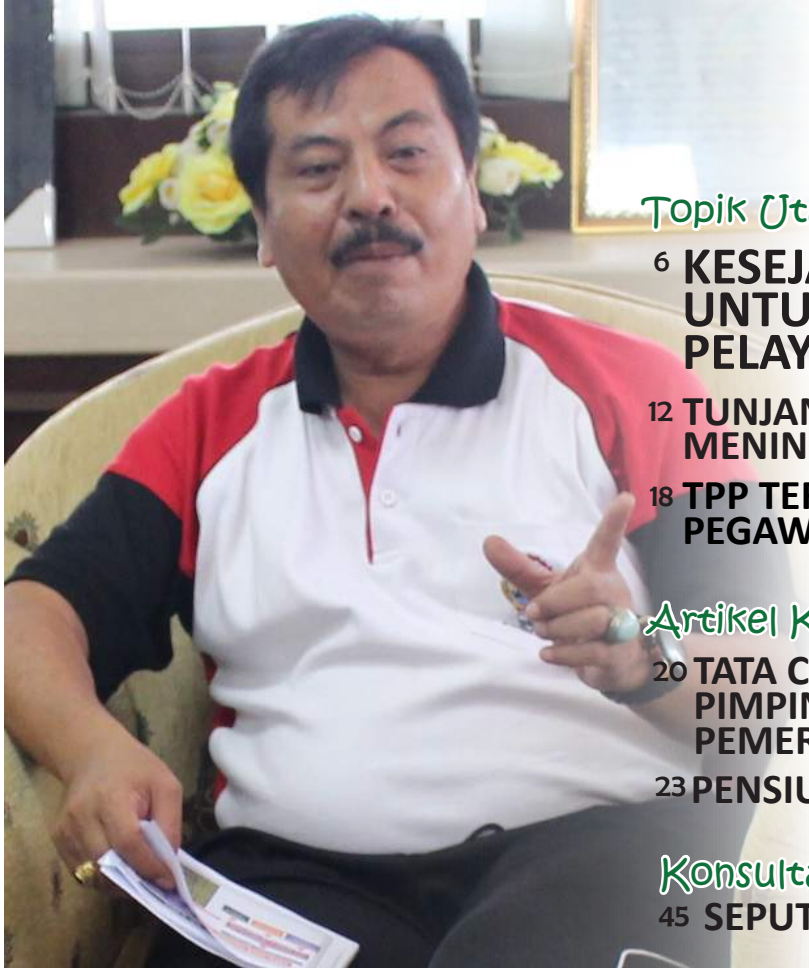 Topik Ut
6 KESEJA
UNTU
PELAY
12 TUNJAN
MENIN
18 TPP TE
PEGAW
Artikel K
20 TATA C
PIMPIN
PEMER
23 PENSIU
Konsulta
45 SEPUT